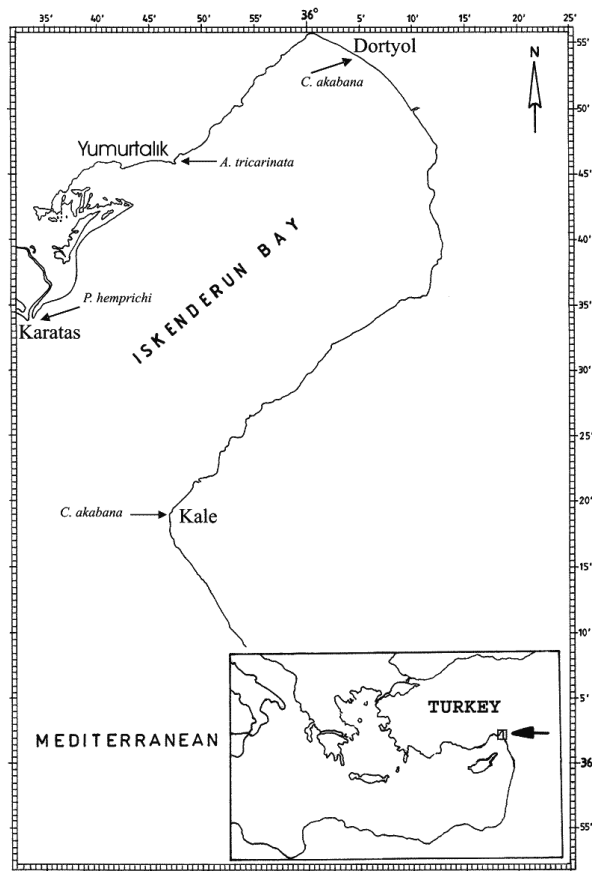 35' 40' 45' 50' 55' 36° 5' 10' 15' 20' 25'
55'
Dortyol
C. akabana
N
50'
Yumurtalık
A. tricarinata
45'
40'
ISKENDERUN BAY
P. hemprichi
35'
Karatas
30'
25'
C. akabana
Kale
20'
15'
10'
5'
TURKEY
MEDITERRANEAN
36
55'